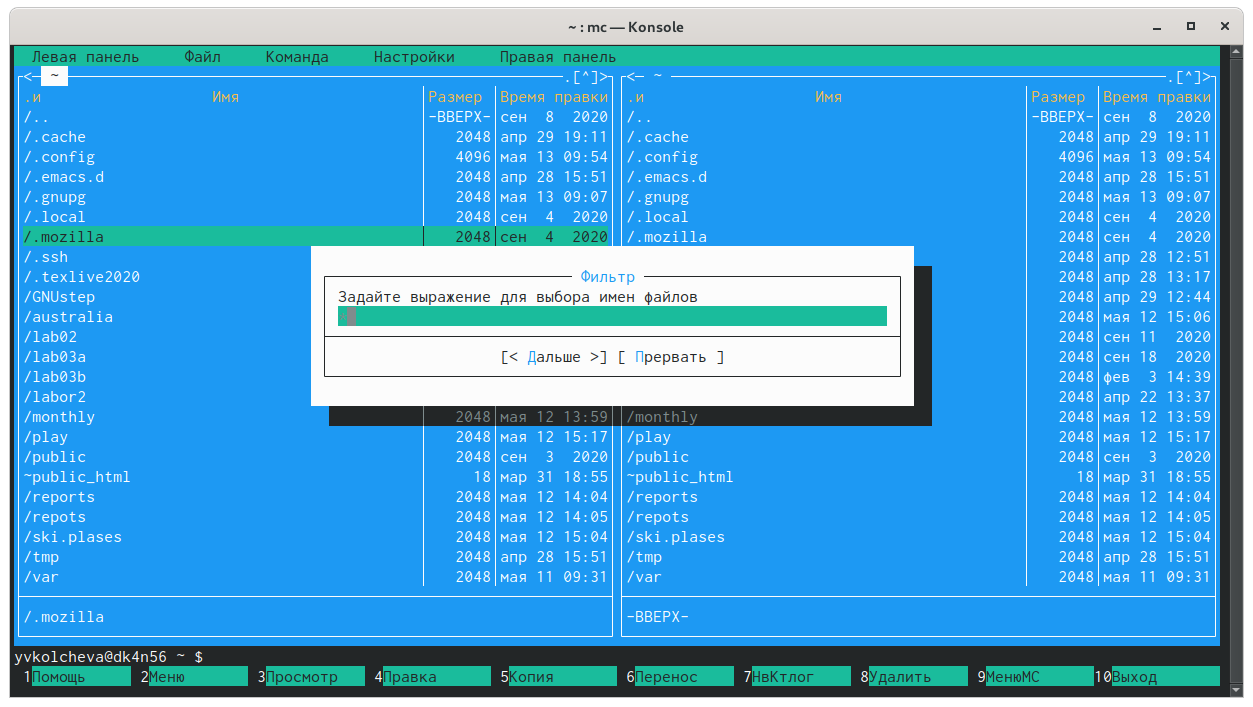 ~ : mc — Konsole
Левая панель Файл Команда Настройки Правая панель
<— ~ .[^]> <— ~ .[^]>
.и Имя Размер Время правки .и Имя Размер Время правки
/.. -ВВЕРХ- сен 8 2020 /.. -ВВЕРХ- сен 8 2020
/.cache 2048 апр 29 19:11 /.cache 2048 апр 29 19:11
/.config 4096 мая 13 09:54 /.config 4096 мая 13 09:54
/.emacs.d 2048 апр 28 15:51 /.emacs.d 2048 апр 28 15:51
/.gnupg 2048 мая 13 09:07 /.gnupg 2048 мая 13 09:07
/.local 2048 сен 4 2020 /.local 2048 сен 4 2020
/.mozilla 2048 сен 4 2020 /.mozilla 2048 сен 4 2020
/.ssh 2048 апр 28 12:51
/.texlive2020 Фильтр 2048 апр 28 13:17
/GNUstep Задайте выражение для выбора имен файлов 2048 апр 29 12:44
/australia 2048 мая 12 15:06
/lab02 2048 сен 11 2020
/lab03a [< Дальше >] [ Прервать ] 2048 сен 18 2020
/lab03b 2048 фев 3 14:39
/labor2 2048 апр 22 13:37
/monthly 2048 мая 12 13:59 /monthly 2048 мая 12 13:59
/play 2048 мая 12 15:17 /play 2048 мая 12 15:17
/public 2048 сен 3 2020 /public 2048 сен 3 2020
~public_html 18 мар 31 18:55 ~public_html 18 мар 31 18:55
/reports 2048 мая 12 14:04 /reports 2048 мая 12 14:04
/repots 2048 мая 12 14:05 /repots 2048 мая 12 14:05
/ski.plases 2048 мая 12 15:04 /ski.plases 2048 мая 12 15:04
/tmp 2048 апр 28 15:51 /tmp 2048 апр 28 15:51
/var 2048 мая 11 09:31 /var 2048 мая 11 09:31
/.mozilla -ВВЕРХ-
yvkolcheva@dk4n56 ~ $
1Помощь 2Меню 3Просмотр 4Правка 5Копия 6Перенос 7НвКтлог 8Удалить 9МенюМС 10Выход